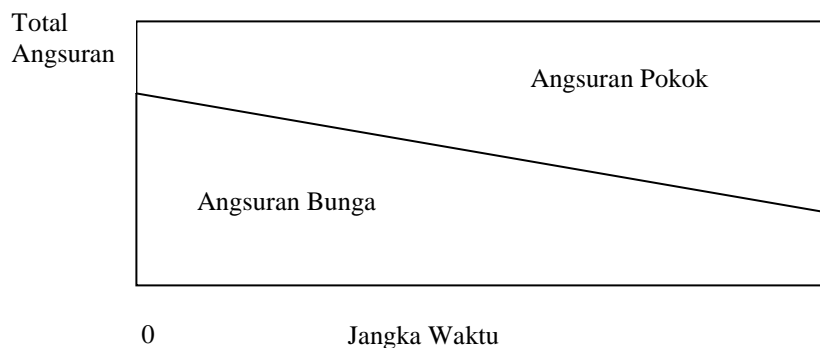 Total
Angsuran
Angsuran Pokok
Angsuran Bunga
0
Jangka Waktu